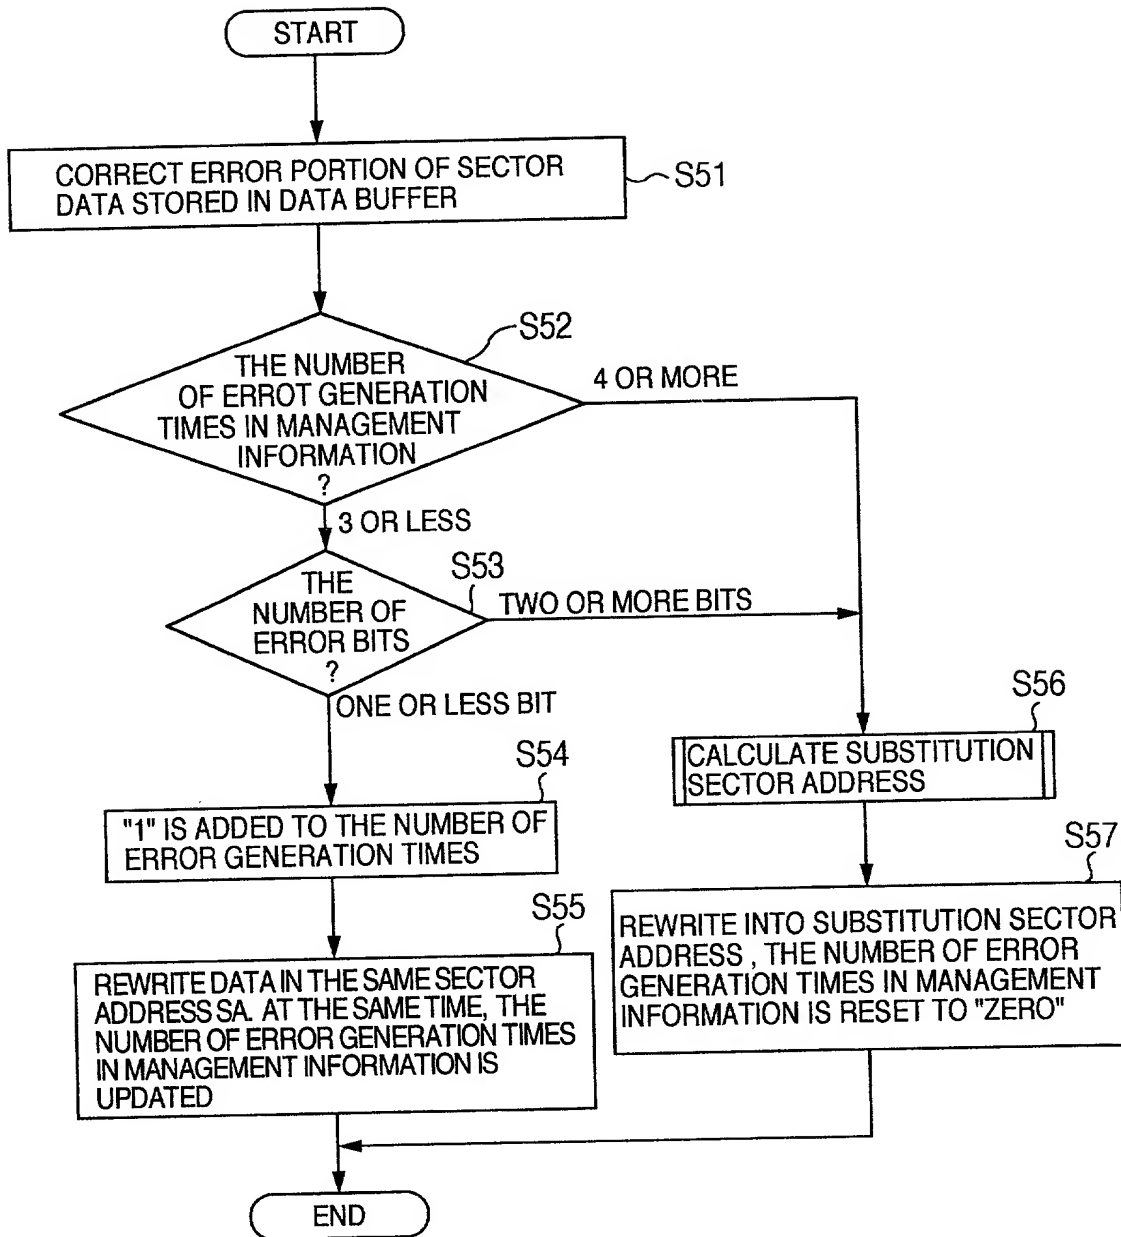 START
CORRECT ERROR PORTION OF SECTOR
DATA STORED IN DATA BUFFER
S51
S52
THE NUMBER
OF ERROT GENERATION
TIMES IN MANAGEMENT
INFORMATION
?
4 OR MORE
3 OR LESS
S53
THE
NUMBER OF
ERROR BITS
?
TWO OR MORE BITS
ONE OR LESS BIT
S54
"1" IS ADDED TO THE NUMBER OF
ERROR GENERATION TIMES
S55
REWRITE DATA IN THE SAME SECTOR
ADDRESS SA. AT THE SAME TIME, THE
NUMBER OF ERROR GENERATION TIMES
IN MANAGEMENT INFORMATION IS
UPDATED
S56
CALCULATE SUBSTITUTION
SECTOR ADDRESS
S57
REWRITE INTO SUBSTITUTION SECTOR
ADDRESS , THE NUMBER OF ERROR
GENERATION TIMES IN MANAGEMENT
INFORMATION IS RESET TO "ZERO"
END